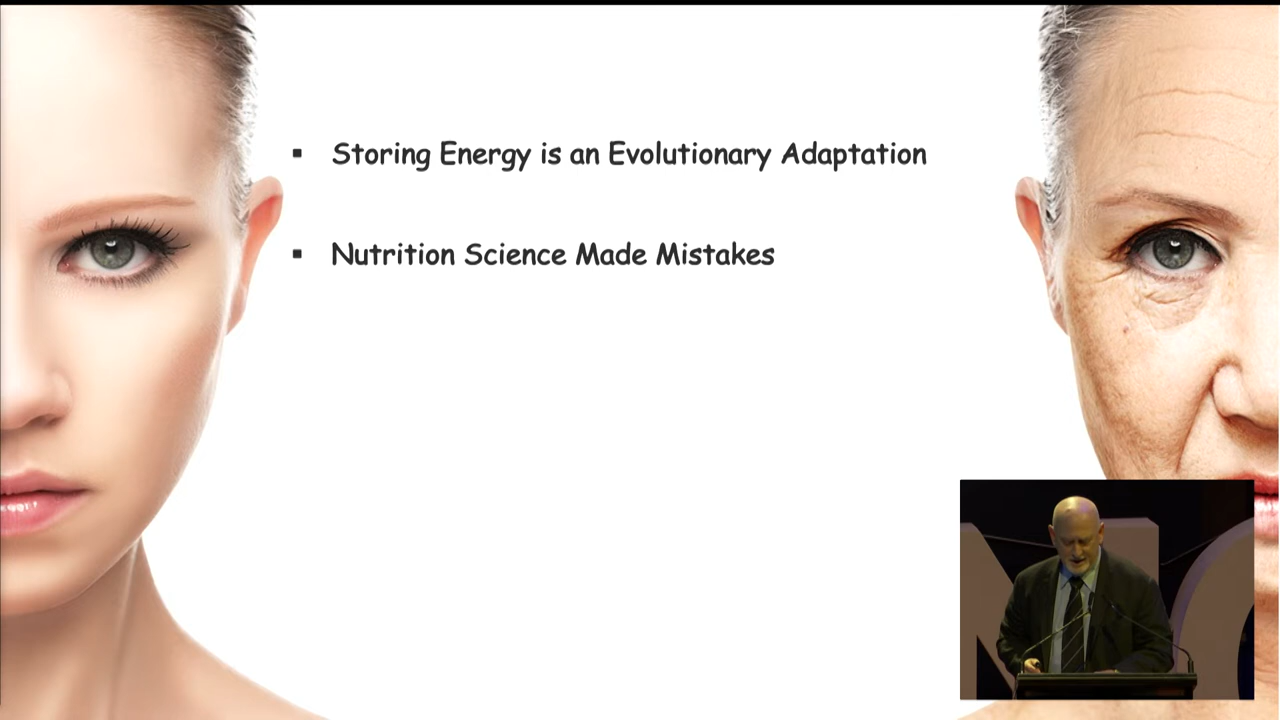 Storing Energy is an Evolutionary Adaptation
Nutrition Science Made Mistakes